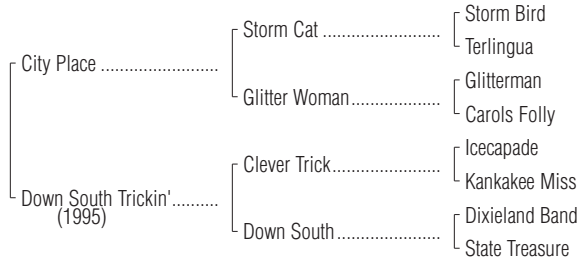 Storm Bird
Storm Cat ........................
Terlingua
City Place ........................
Glitterman
Glitter Woman ..................
Carols Folly
Icecapade
Clever Trick ......................
Kankakee Miss
Down South Trickin'..........
(1995)
Dixieland Band
Down South .....................
State Treasure